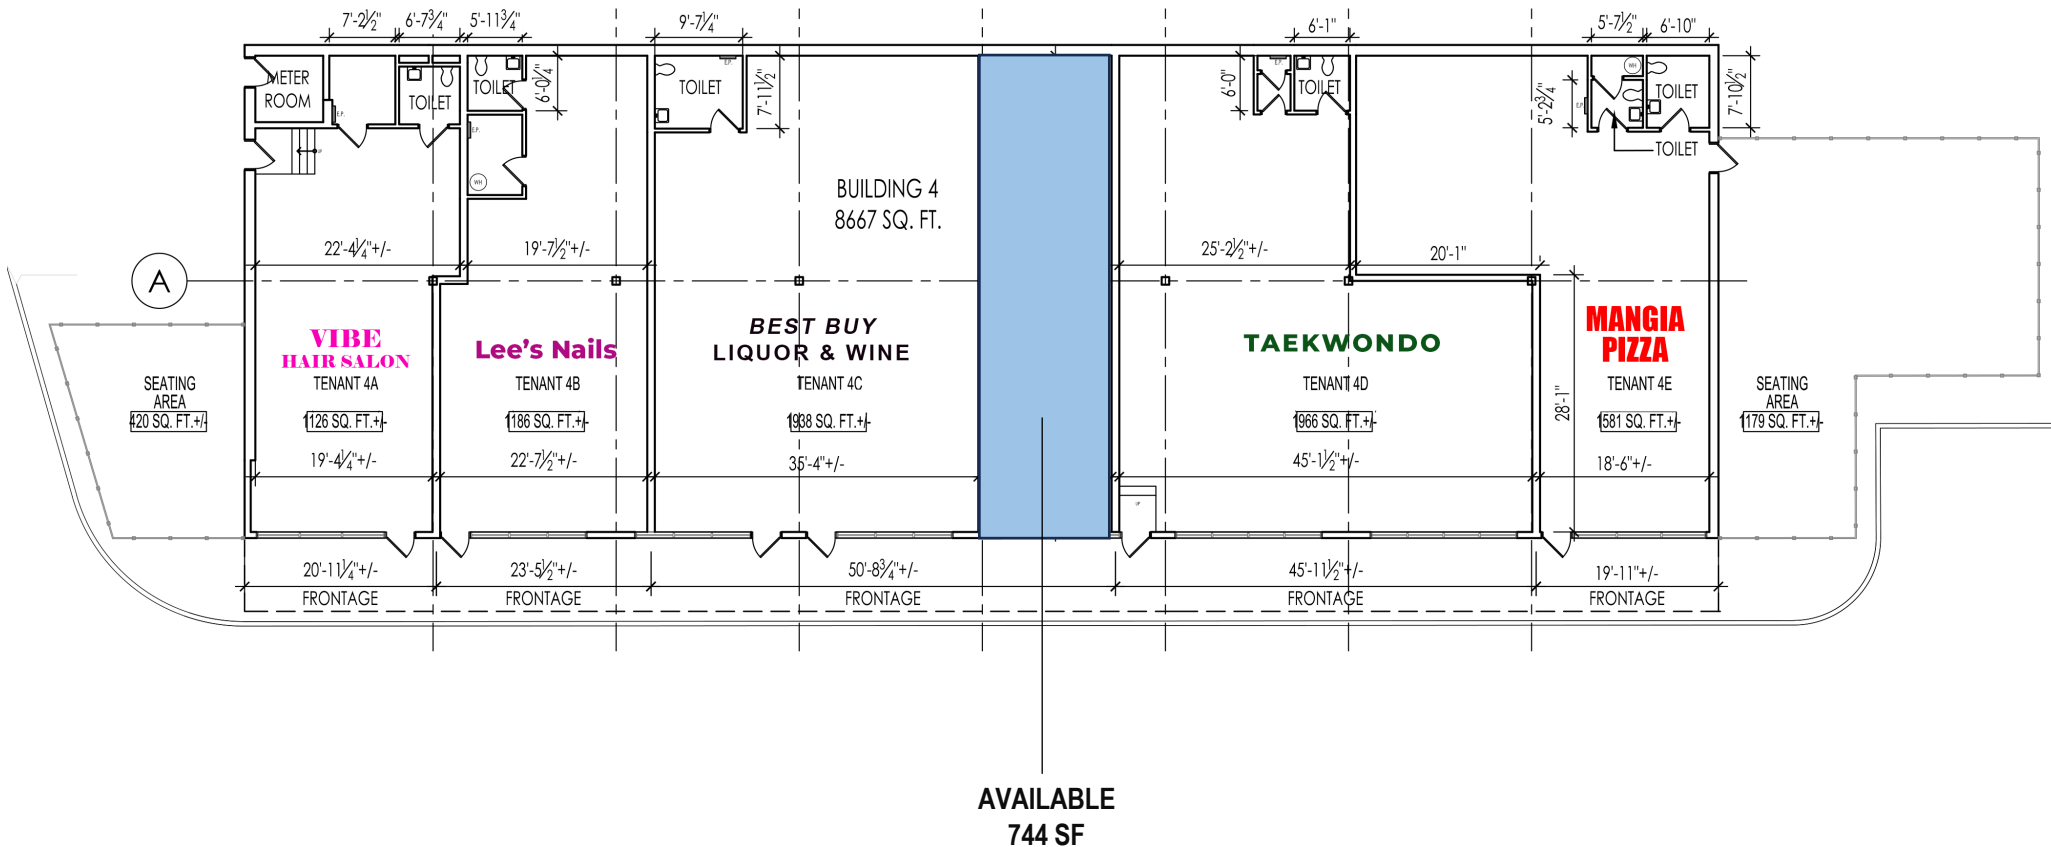 7'-2½"
6'-7¾"
5'-11¾"
9'-7¼"
6'-1"
5'-7½"
6'-10"
METER
ROOM
E.P.
TOILET
TOILET
6'-0¼"
E.P.
WH
UP
TOILET
E.P.
7'-11½"
6'-0"
E.P.
TOILET
5'-2¾"
E.P.
WH
TOILET
7'-10½"
TOILET
BUILDING 4
8667 SQ. FT.
22'-4¼"+/-
19'-7½"+/-
25'-2½"+/-
20'-1"
A
VIBE
HAIR SALON
TENANT 4A
1126 SQ. FT.+/-
19'-4¼"+/-
Lee's Nails
TENANT 4B
1186 SQ. FT.+/-
22'-7½"+/-
BEST BUY
LIQUOR & WINE
TENANT 4C
1938 SQ. FT.+/-
35'-4"+/-
TAEKWONDO
TENANT 4D
1966 SQ. FT.+/-
45'-1½"+/-
28'-1"
MANGIA
PIZZA
TENANT 4E
1581 SQ. FT.+/-
18'-6"+/-
SEATING
AREA
420 SQ. FT.+/-
SEATING
AREA
1179 SQ. FT.+/-
UP
20'-11¼"+/-
FRONTAGE
23'-5½"+/-
FRONTAGE
50'-8¾"+/-
FRONTAGE
45'-11½"+/-
FRONTAGE
19'-11"+/-
FRONTAGE
AVAILABLE
744 SF